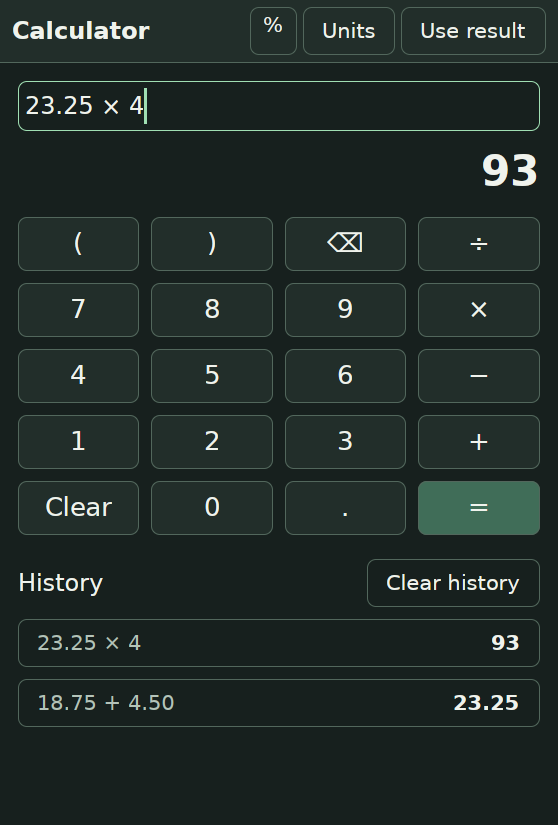 Calculator % Units Use result
23.25 × 4
93
( ) ⌫ ÷
7 8 9 ×
4 5 6 −
1 2 3 +
Clear 0 . =
History Clear history
23.25 × 4 93
18.75 + 4.50 23.25